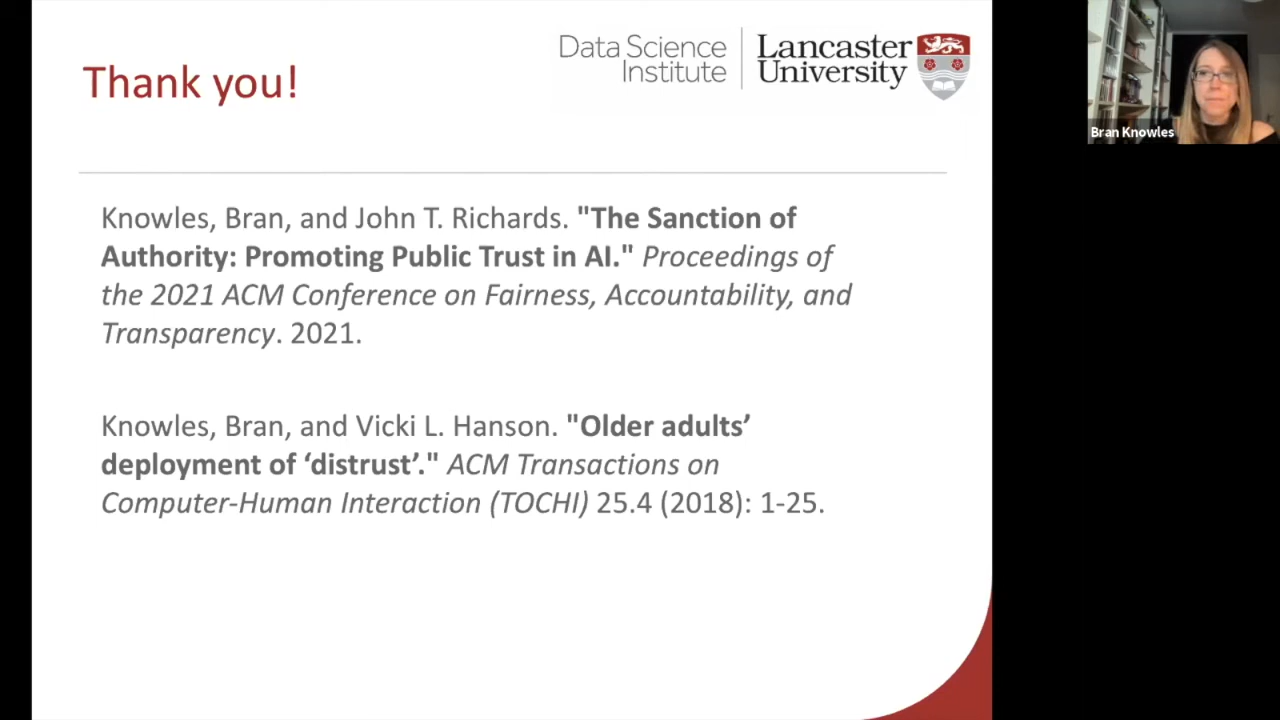 Thank you!
Data Science
Institute
Lancaster
University
Bran Knowles
Knowles, Bran, and John T. Richards. "The Sanction of
Authority: Promoting Public Trust in AI." Proceedings of
the 2021 ACM Conference on Fairness, Accountability, and
Transparency. 2021.
Knowles, Bran, and Vicki L. Hanson. "Older adults’
deployment of ‘distrust’." ACM Transactions on
Computer-Human Interaction (TOCHI) 25.4 (2018): 1-25.